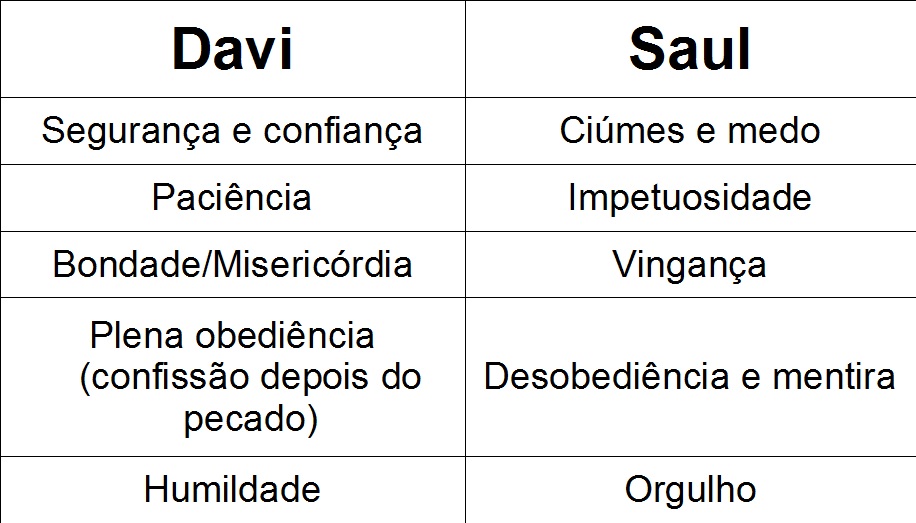 Davi Saul
Segurança e confiança Ciúmes e medo
Paciência Impetuosidade
Bondade/Misericórdia Vingança
Plena obediência
(confissão depois do
pecado)
Desobediência e mentira
Humildade Orgulho